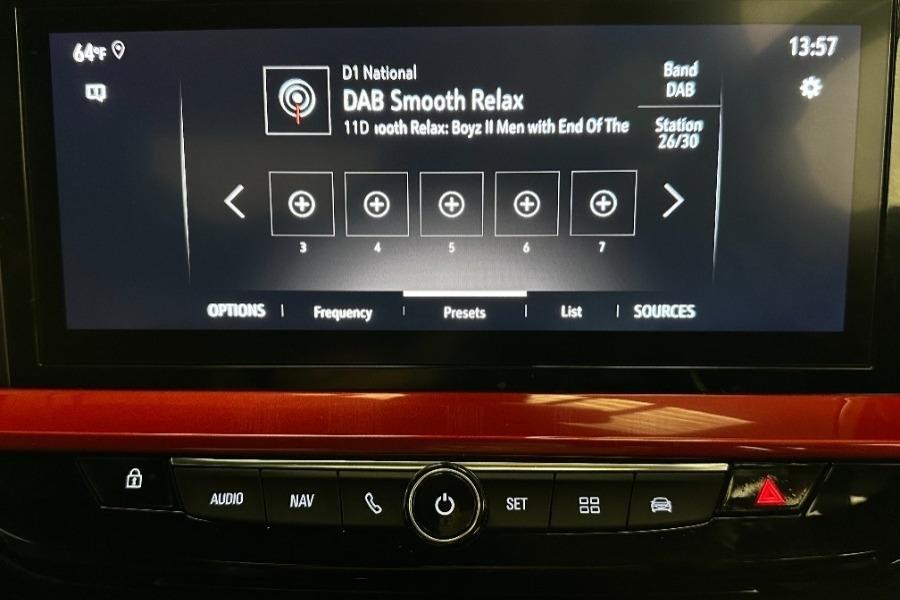 64°F
13:57
D1 National
DAB Smooth Relax
11D ooth Relax: Boyz II Men with End Of The
Band
DAB
Station
26/30
3 4 5 6 7
OPTIONS Frequency Presets List SOURCES
AUDIO NAV SET